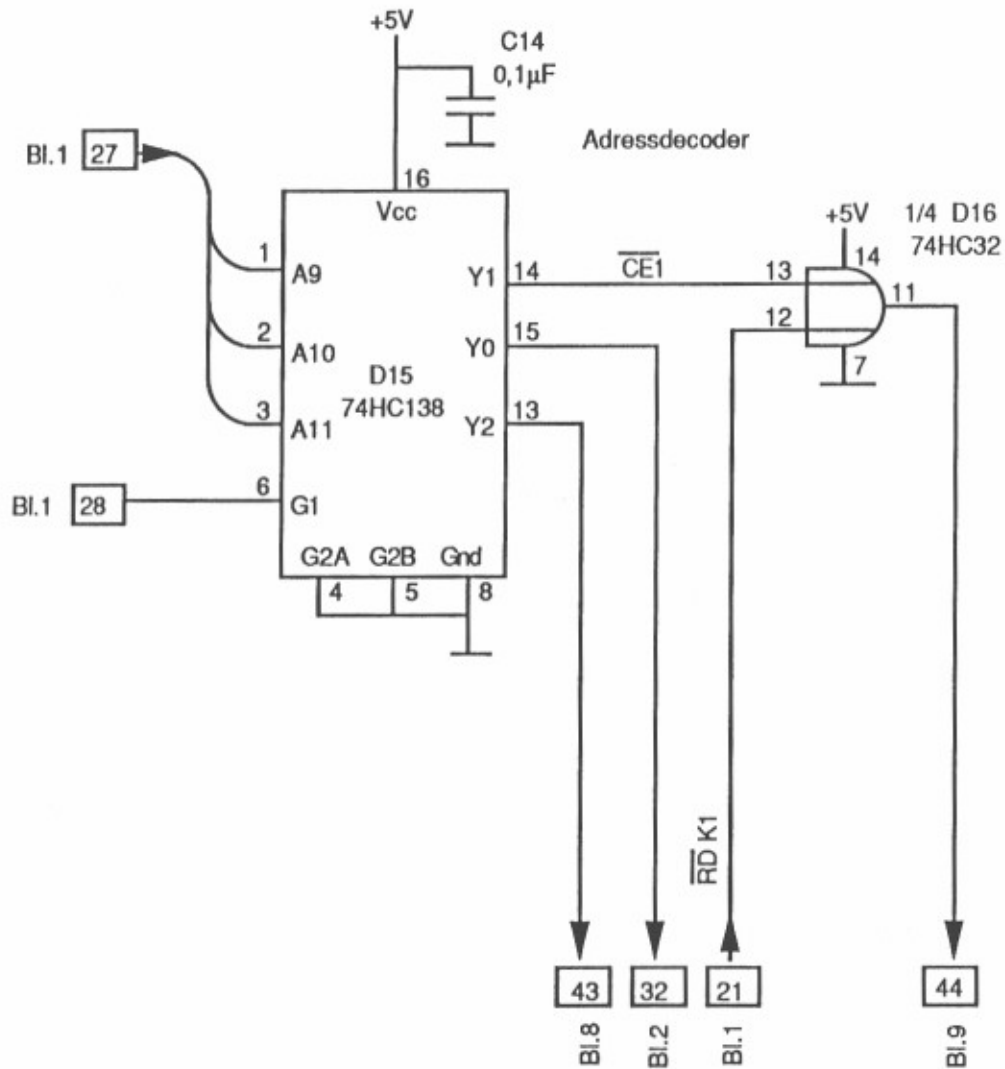 +5V
C14
0,1µF
Adressdecoder
Bl.1 27
16
Vcc
1/4 D16
74HC32
+5V
14
1
A9
Y1
14
CE1
13
11
2
A10
Y0
15
12
7
D15
74HC138
3
A11
Y2
13
Bl.1 28
6
G1
G2A G2B Gnd
4 5 8
RD K1
43 32 21 44
Bl.8 Bl.2 Bl.1 Bl.9